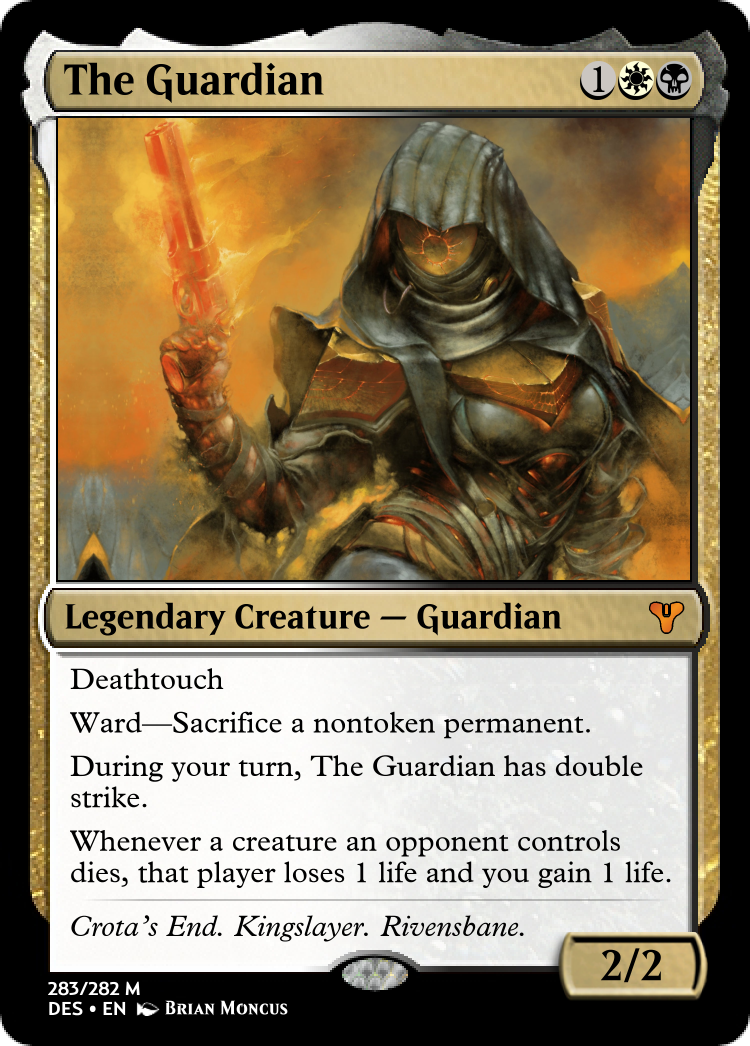 The Guardian 1
Legendary Creature — Guardian
Deathtouch
Ward—Sacrifice a nontoken permanent.
During your turn, The Guardian has double
strike.
Whenever a creature an opponent controls
dies, that player loses 1 life and you gain 1 life.
Crota's End. Kingslayer. Rivensbane.
2/2
283/282 M
DES • EN BRIAN MONCUS